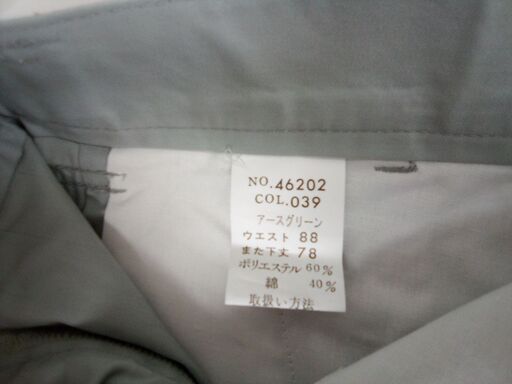 NO.46202
COL.039
アースグリーン
ウエスト 88
また下丈 78
ポリエステル 60%
綿 40%
取扱い方法